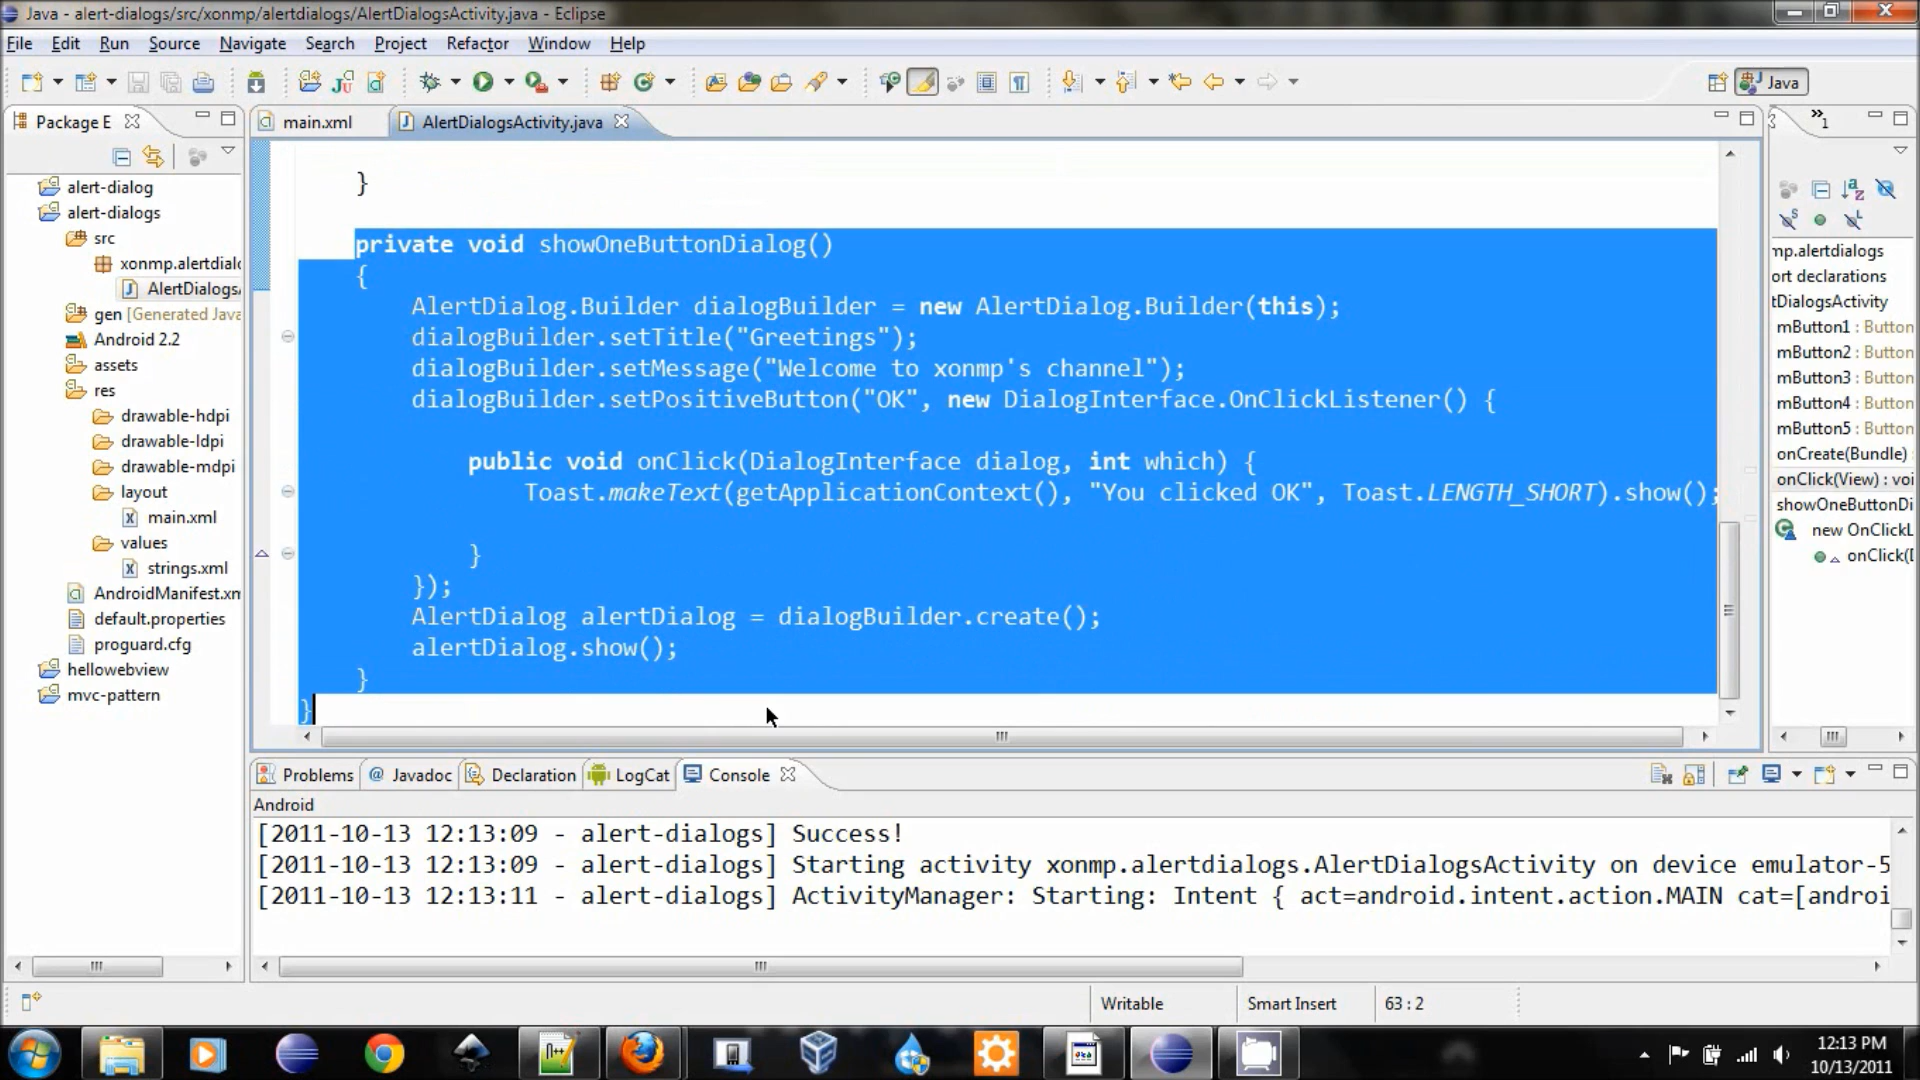 Java - alert-dialogs/src/xonmp/alertdialogs/AlertDialogsActivity.java - Eclipse
File Edit Run Source Navigate Search Project Refactor Window Help
Java
Package E
main.xml
AlertDialogsActivity.java
1
alert-dialog
alert-dialogs
src
xonmp.alertdialo
AlertDialogs
gen [Generated Java
Android 2.2
assets
res
drawable-hdpi
drawable-ldpi
drawable-mdpi
layout
main.xml
values
strings.xml
AndroidManifest.xm
default.properties
proguard.cfg
hellowebview
mvc-pattern
}
private void showOneButtonDialog()
{
AlertDialog.Builder dialogBuilder = new AlertDialog.Builder(this);
dialogBuilder.setTitle("Greetings");
dialogBuilder.setMessage("Welcome to xonmp's channel");
dialogBuilder.setPositiveButton("OK", new DialogInterface.OnClickListener() {
public void onClick(DialogInterface dialog, int which) {
Toast.makeText(getApplicationContext(), "You clicked OK", Toast.LENGTH_SHORT).show();
}
});
AlertDialog alertDialog = dialogBuilder.create();
alertDialog.show();
}
}
mp.alertdialogs
ort declarations
tDialogsActivity
mButton1 : Button
mButton2 : Button
mButton3 : Button
mButton4 : Button
mButton5 : Button
onCreate(Bundle)
onClick(View) : voi
showOneButtonDi
new OnClickL
onClick(D
Problems @ Javadoc Declaration LogCat Console
Android
[2011-10-13 12:13:09 - alert-dialogs] Success!
[2011-10-13 12:13:09 - alert-dialogs] Starting activity xonmp.alertdialogs.AlertDialogsActivity on device emulator-5
[2011-10-13 12:13:11 - alert-dialogs] ActivityManager: Starting: Intent { act=android.intent.action.MAIN cat=[androi
Writable
Smart Insert
63 : 2
12:13 PM
10/13/2011